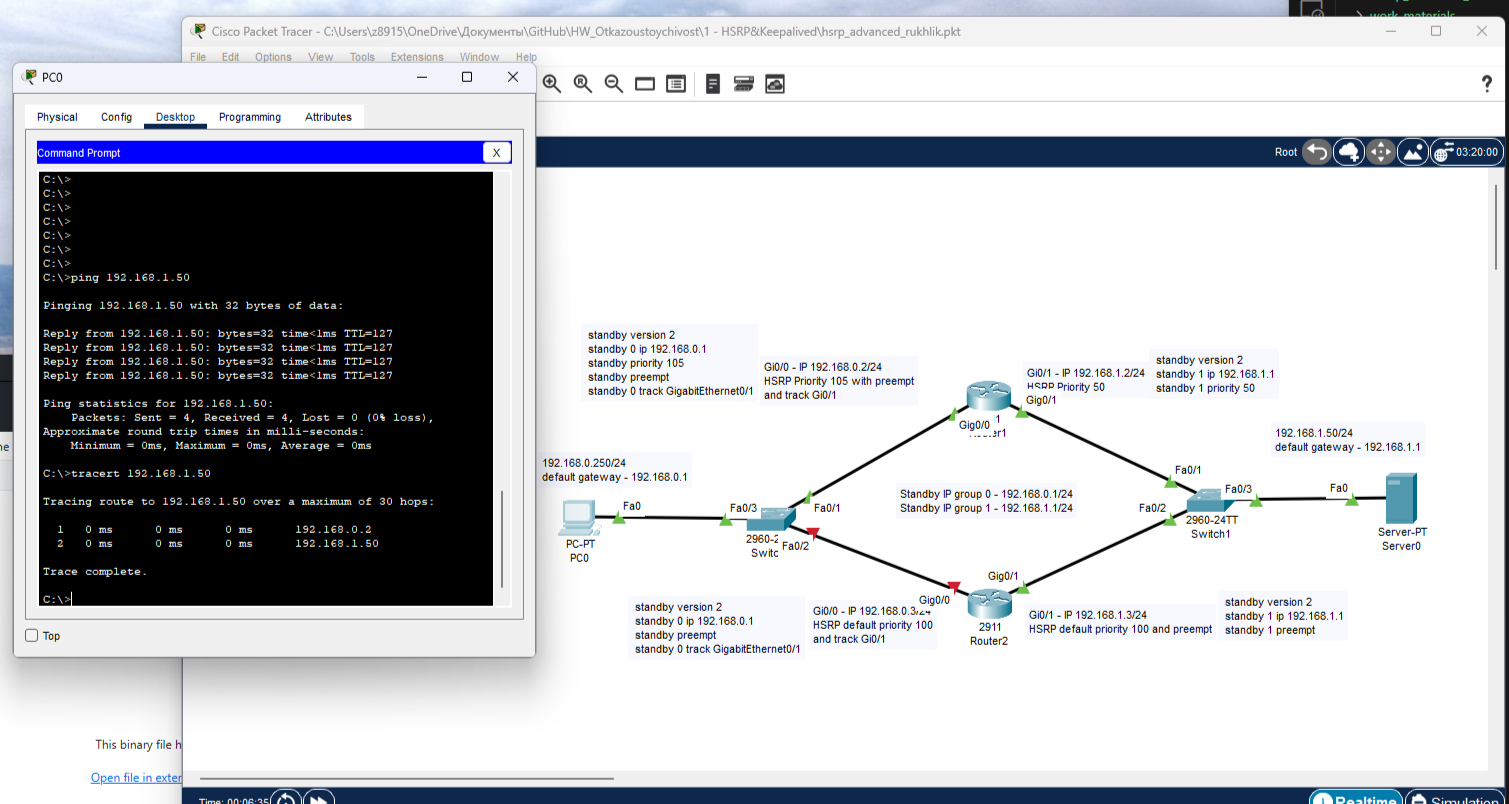 work_materials
Cisco Packet Tracer - C:\Users\z8915\OneDrive\Документы\GitHub\HW_Otkazoustoychivost\1 - HSRP&Keepalived\hsrp_advanced_rukhlik.pkt
File Edit Options View Tools Extensions Window Help
PC0
Physical Config Desktop Programming Attributes
Command Prompt
X
C:\>
C:\>
C:\>
C:\>
C:\>
C:\>
C:\>
C:\>ping 192.168.1.50
Pinging 192.168.1.50 with 32 bytes of data:
Reply from 192.168.1.50: bytes=32 time<1ms TTL=127
Reply from 192.168.1.50: bytes=32 time<1ms TTL=127
Reply from 192.168.1.50: bytes=32 time<1ms TTL=127
Reply from 192.168.1.50: bytes=32 time<1ms TTL=127
Ping statistics for 192.168.1.50:
Packets: Sent = 4, Received = 4, Lost = 0 (0% loss),
Approximate round trip times in milli-seconds:
Minimum = 0ms, Maximum = 0ms, Average = 0ms
C:\>tracert 192.168.1.50
Tracing route to 192.168.1.50 over a maximum of 30 hops:
1 0 ms 0 ms 0 ms 192.168.0.2
2 0 ms 0 ms 0 ms 192.168.1.50
Trace complete.
C:\>
Top
Root
03:20:00
standby version 2
standby 0 ip 192.168.0.1
standby priority 105
standby preempt
standby 0 track GigabitEthernet0/1
Gi0/0 - IP 192.168.0.2/24
HSRP Priority 105 with preempt
and track Gi0/1
Gi0/1 - IP 192.168.1.2/24
HSRP Priority 50
Gig0/1
standby version 2
standby 1 ip 192.168.1.1
standby 1 priority 50
Gig0/0
192.168.1.50/24
default gateway - 192.168.1.1
192.168.0.250/24
default gateway - 192.168.0.1
Fa0
PC-PT
PC0
Fa0/3
Fa0/1
Fa0/2
Standby IP group 0 - 192.168.0.1/24
Standby IP group 1 - 192.168.1.1/24
Fa0/1
Fa0/3
Fa0/2
2960-24TT
Switch1
Fa0
Server-PT
Server0
Gig0/1
Gig0/0
2911
Router2
standby version 2
standby 0 ip 192.168.0.1
standby preempt
standby 0 track GigabitEthernet0/1
Gi0/0 - IP 192.168.0.3/24
HSRP default priority 100
and track Gi0/1
Gi0/1 - IP 192.168.1.3/24
HSRP default priority 100 and preempt
standby version 2
standby 1 ip 192.168.1.1
standby 1 preempt
This binary file
Open file in
Time: 00:06:35
Realtime
Simulation